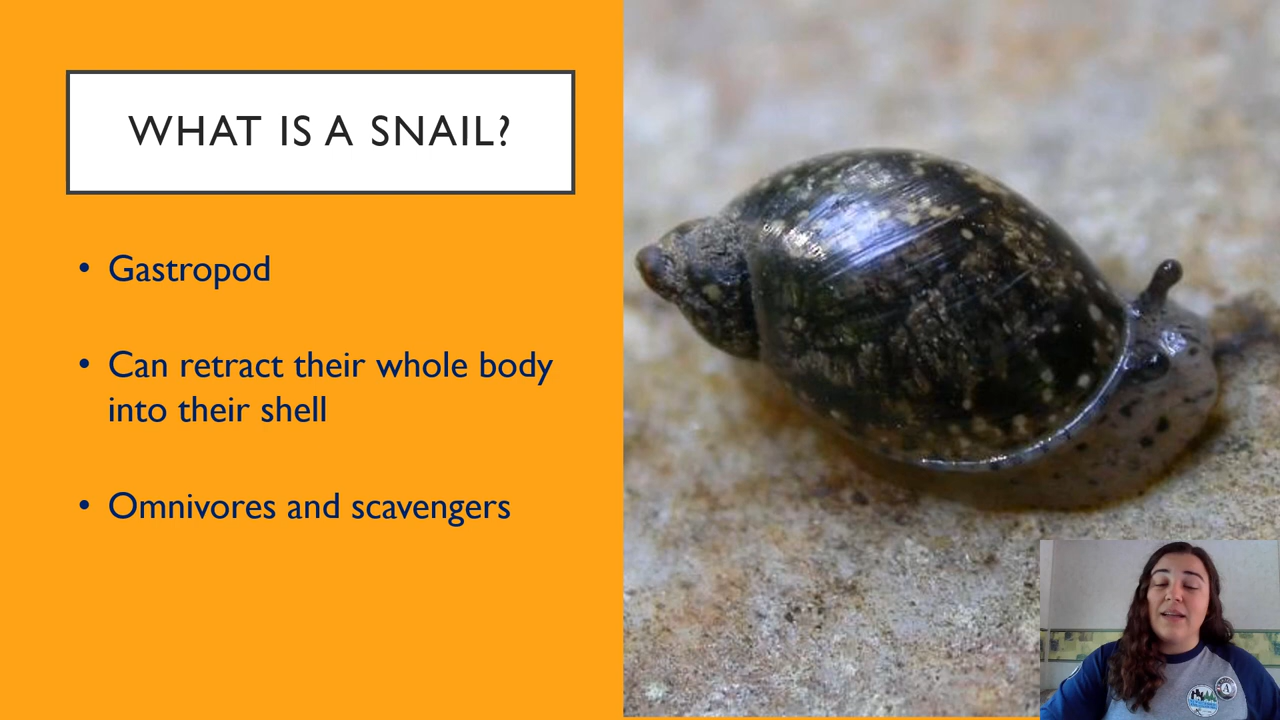 WHAT IS A SNAIL?
• Gastropod
• Can retract their whole body
into their shell
• Omnivores and scavengers